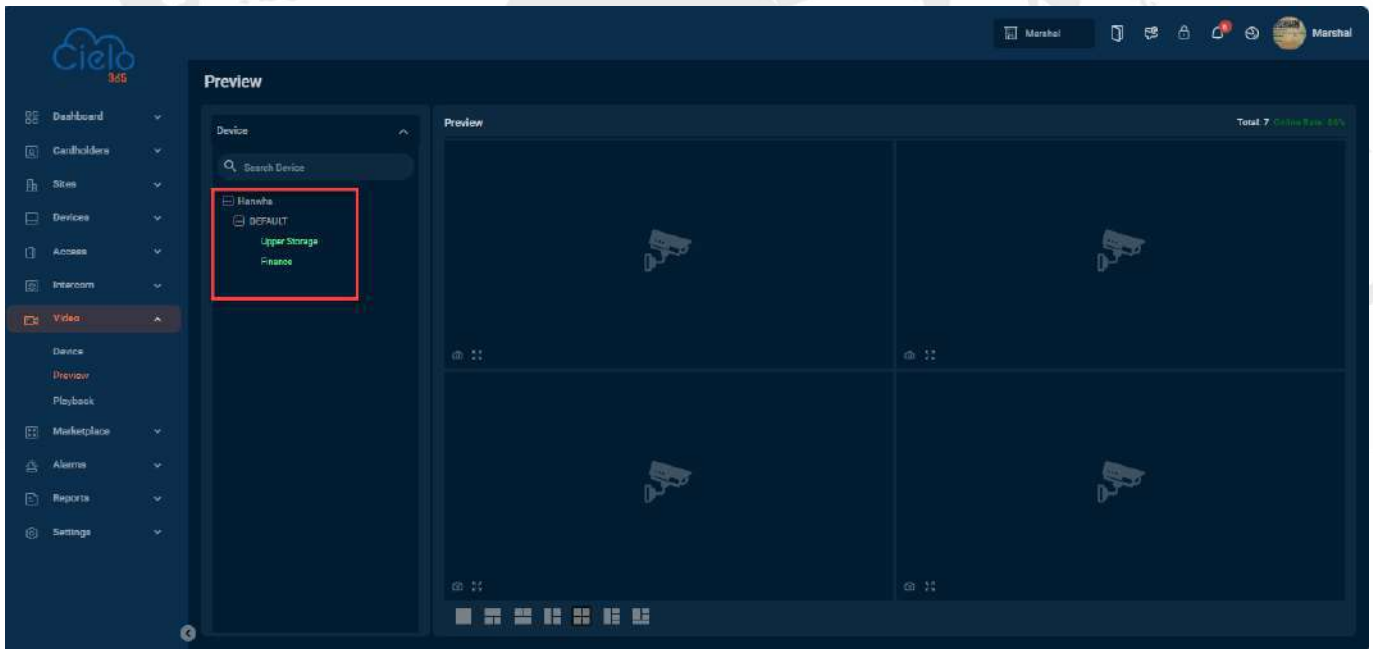 Cielo
365
Marshal
Marshal
Preview
Dashboard
Cardholders
Sites
Devices
Access
Intercom
Video
Device
Preview
Playback
Marketplace
Alarms
Reports
Settings
Device
Search Device
Hanwha
DEFAULT
Upper Storage
Finance
Preview
Total: 7